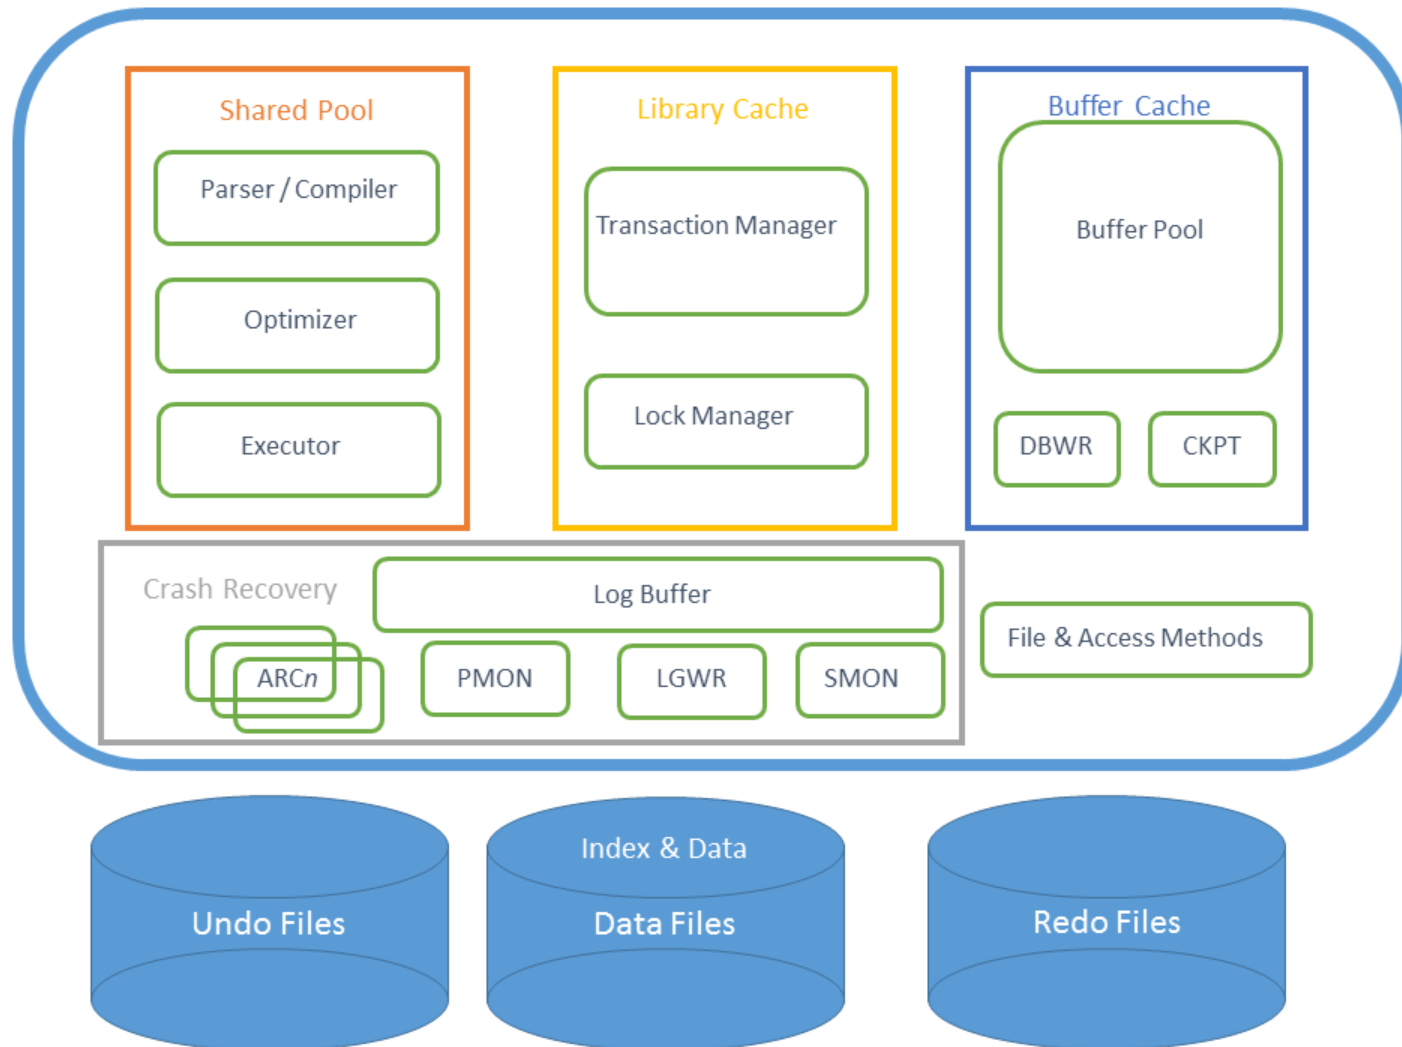 Shared Pool
Parser / Compiler
Optimizer
Executor
Library Cache
Transaction Manager
Lock Manager
Buffer Cache
Buffer Pool
DBWR
CKPT
Crash Recovery
Log Buffer
ARCn
PMON
LGWR
SMON
File & Access Methods
Undo Files
Index & Data
Data Files
Redo Files